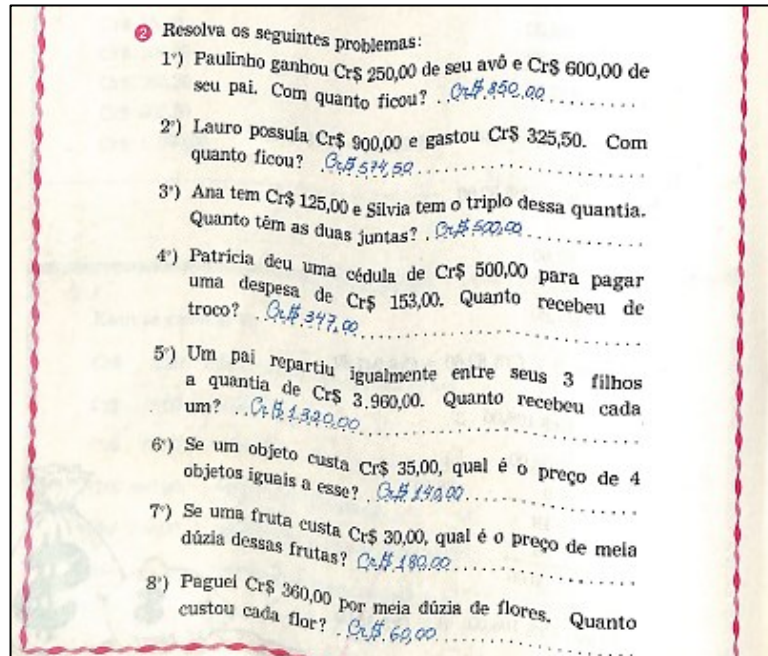 2 Resolva os seguintes problemas:
1º) Paulinho ganhou Cr$ 250,00 de seu avô e Cr$ 600,00 de
seu pai. Com quanto ficou? Cr$ 850,00
2º) Lauro possuía Cr$ 900,00 e gastou Cr$ 325,50. Com
quanto ficou? Cr$ 574,50
3º) Ana tem Cr$ 125,00 e Silvia tem o triplo dessa quantia.
Quanto têm as duas juntas? Cr$ 500,00
4º) Patrícia deu uma cédula de Cr$ 500,00 para pagar
uma despesa de Cr$ 153,00. Quanto recebeu de
troco? Cr$ 347,00
5º) Um pai repartiu igualmente entre seus 3 filhos
a quantia de Cr$ 3.960,00. Quanto recebeu cada
um? Cr$ 1.320,00
6º) Se um objeto custa Cr$ 35,00, qual é o preço de 4
objetos iguais a esse? Cr$ 140,00
7º) Se uma fruta custa Cr$ 30,00, qual é o preço de meia
dúzia dessas frutas? Cr$ 180,00
8º) Paguei Cr$ 360,00 por meia dúzia de flores. Quanto
custou cada flor? Cr$ 60,00